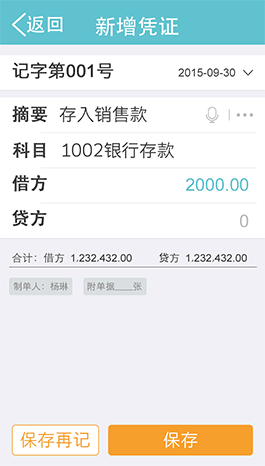 返回 新增凭证
记字第001号 2015-09-30
摘要 存入销售款
科目 1002银行存款
借方 2000.00
贷方 0
合计: 借方 1.232.432.00 贷方 1.232.432.00
制单人: 杨琳 附单据____张
保存再记 保存